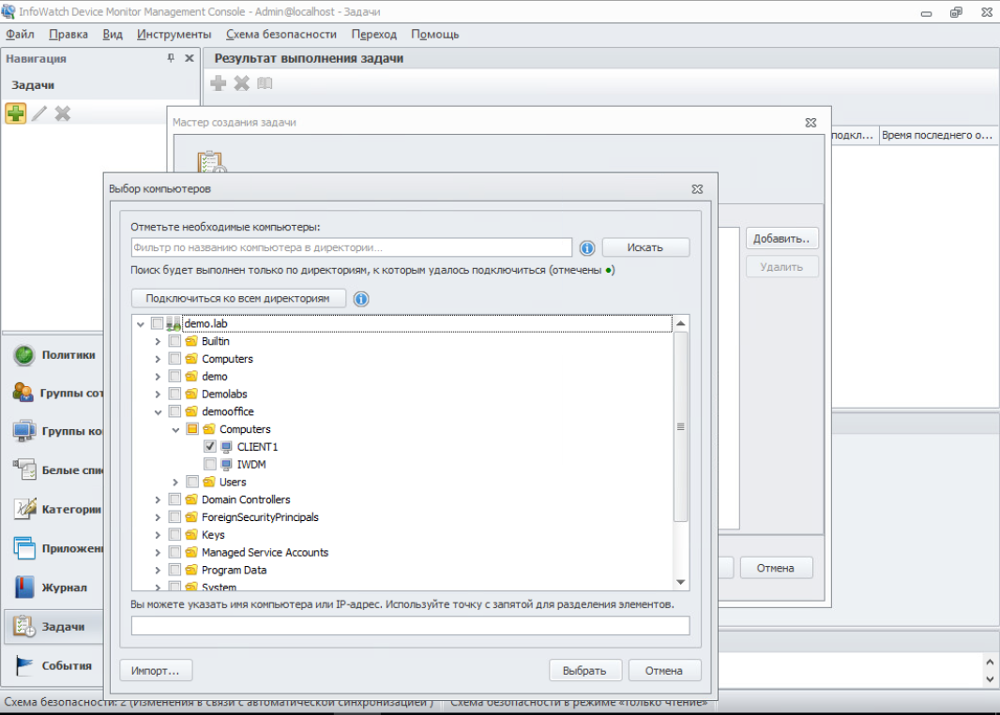 InfoWatch Device Monitor Management Console - Admin@localhost - Задачи
Файл Правка Вид Инструменты Схема безопасности Переход Помощь
Навигация
Задачи
Результат выполнения задачи
Мастер создания задачи
подкл... Время последнего о...
Добавить..
Удалить
Отмена
Выбор компьютеров
Отметьте необходимые компьютеры:
Фильтр по названию компьютера в директории...
Искать
Поиск будет выполнен только по директориям, к которым удалось подключиться (отмечены ●)
Подключиться ко всем директориям
demo.lab
Builtin
Computers
demo
Demolabs
demooffice
Computers
CLIENT1
IWDM
Users
Domain Controllers
ForeignSecurityPrincipals
Keys
Managed Service Accounts
Program Data
System
Вы можете указать имя компьютера или IP-адрес. Используйте точку с запятой для разделения элементов.
Импорт...
Выбрать
Отмена
Политики
Группы сот
Группы ко
Белые спи
Категории
Приложен
Журнал
Задачи
События
Схема безопасности: 2 (Изменения в связи с автоматической синхронизацией ) Схема безопасности в режиме «только чтение»